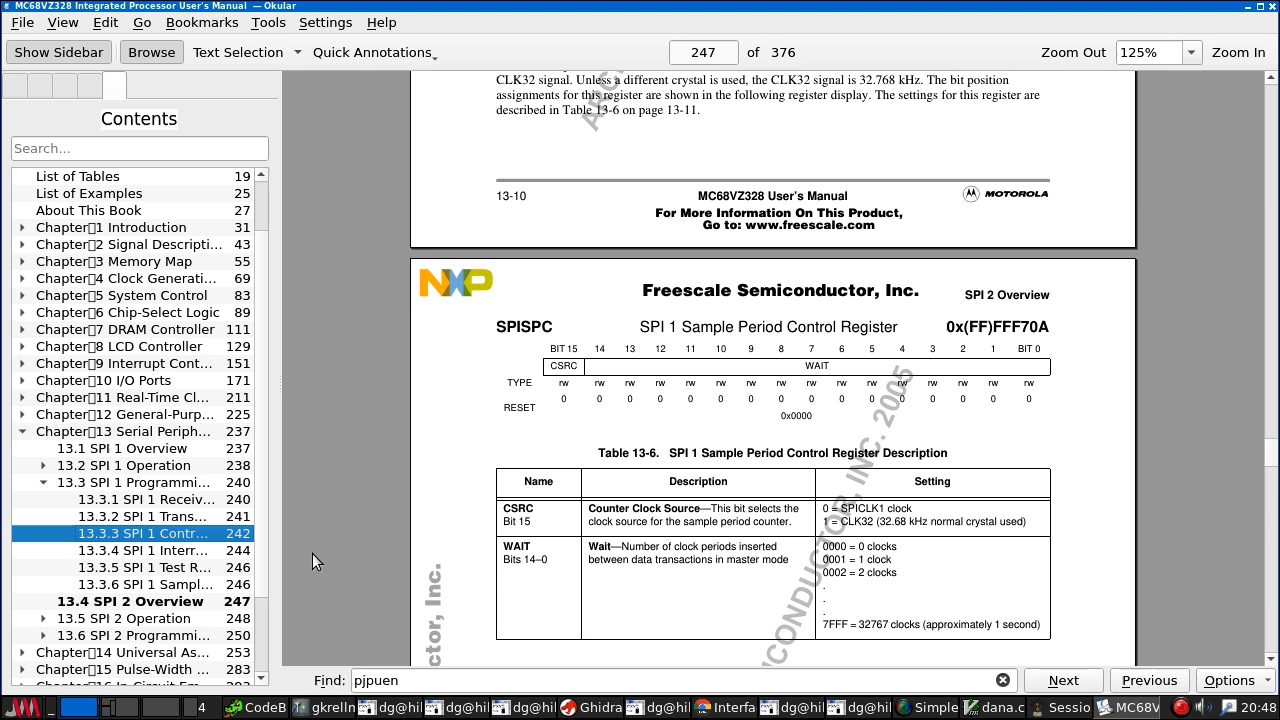 MC68VZ328 Integrated Processor User's Manual — Okular
File View Edit Go Bookmarks Tools Settings Help
Show Sidebar Browse Text Selection Quick Annotations 247 of 376 Zoom Out 125% Zoom In
Contents
Search...
List of Tables 19
List of Examples 25
About This Book 27
Chapter 1 Introduction 31
Chapter 2 Signal Descripti... 43
Chapter 3 Memory Map 55
Chapter 4 Clock Generati... 69
Chapter 5 System Control 83
Chapter 6 Chip-Select Logic 89
Chapter 7 DRAM Controller 111
Chapter 8 LCD Controller 129
Chapter 9 Interrupt Cont... 151
Chapter 10 I/O Ports 171
Chapter 11 Real-Time Cl... 211
Chapter 12 General-Purp... 225
Chapter 13 Serial Periph... 237
13.1 SPI 1 Overview 237
13.2 SPI 1 Operation 238
13.3 SPI 1 Programmi... 240
13.3.1 SPI 1 Receiv... 240
13.3.2 SPI 1 Trans... 241
13.3.3 SPI 1 Contr... 242
13.3.4 SPI 1 Interr... 244
13.3.5 SPI 1 Test R... 246
13.3.6 SPI 1 Sampl... 246
13.4 SPI 2 Overview 247
13.5 SPI 2 Operation 248
13.6 SPI 2 Programmi... 250
Chapter 14 Universal As... 253
Chapter 15 Pulse-Width ... 283
CLK32 signal. Unless a different crystal is used, the CLK32 signal is 32.768 kHz. The bit position
assignments for this register are shown in the following register display. The settings for this register are
described in Table 13-6 on page 13-11.
13-10 MC68VZ328 User's Manual MOTOROLA
For More Information On This Product,
Go to: www.freescale.com
NXP Freescale Semiconductor, Inc. SPI 2 Overview
SPISPC SPI 1 Sample Period Control Register 0x(FF)FFF70A
BIT 15 14 13 12 11 10 9 8 7 6 5 4 3 2 1 BIT 0
CSRC WAIT
TYPE rw rw rw rw rw rw rw rw rw rw rw rw rw rw rw rw
RESET 0 0 0 0 0 0 0 0 0 0 0 0 0 0 0 0
0x0000
Table 13-6. SPI 1 Sample Period Control Register Description
Name Description Setting
CSRC Counter Clock Source—This bit selects the 0 = SPICLK1 clock
Bit 15 clock source for the sample period counter. 1 = CLK32 (32.68 kHz normal crystal used)
WAIT Wait—Number of clock periods inserted 0000 = 0 clocks
Bits 14–0 between data transactions in master mode 0001 = 1 clock
0002 = 2 clocks
.
.
.
7FFF = 32767 clocks (approximately 1 second)
CONDUCTOR, INC. 2005
ctor, Inc.
Find: pjpuen Next Previous Options
4 CodeB gkrelln dg@hil dg@hil dg@hil Ghidra dg@hil Interfa dg@hil dg@hil Simple dana.c Sessio MC68V 20:48